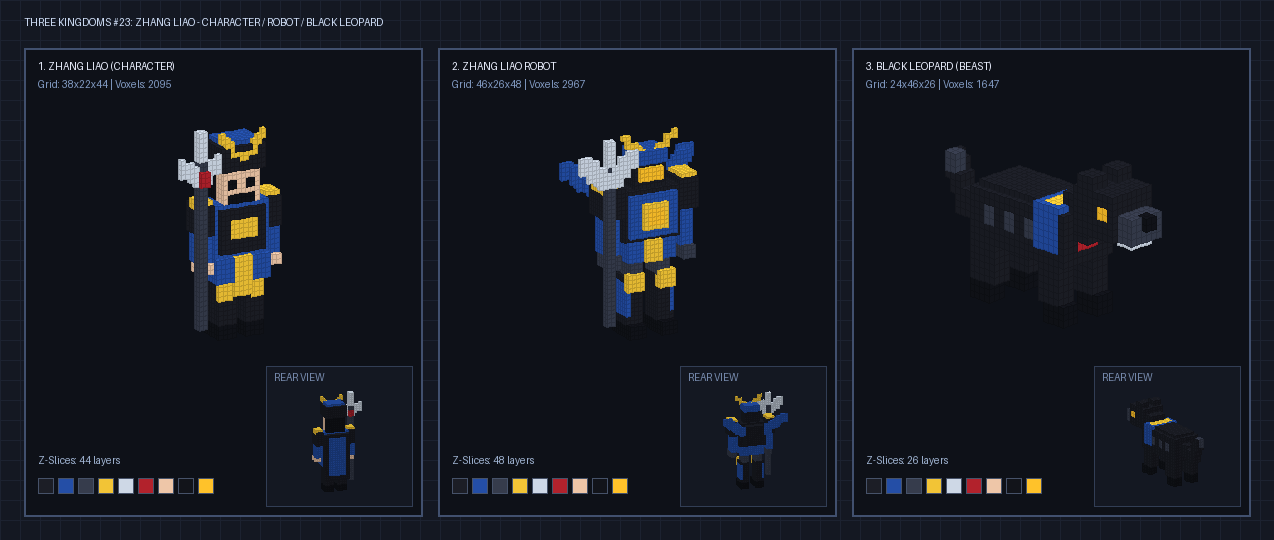 THREE KINGDOMS #23: ZHANG LIAO - CHARACTER / ROBOT / BLACK LEOPARD
1. ZHANG LIAO (CHARACTER)
Grid: 38x22x44 | Voxels: 2095
REAR VIEW
Z-Slices: 44 layers
2. ZHANG LIAO ROBOT
Grid: 46x26x48 | Voxels: 2967
REAR VIEW
Z-Slices: 48 layers
3. BLACK LEOPARD (BEAST)
Grid: 24x46x26 | Voxels: 1647
REAR VIEW
Z-Slices: 26 layers